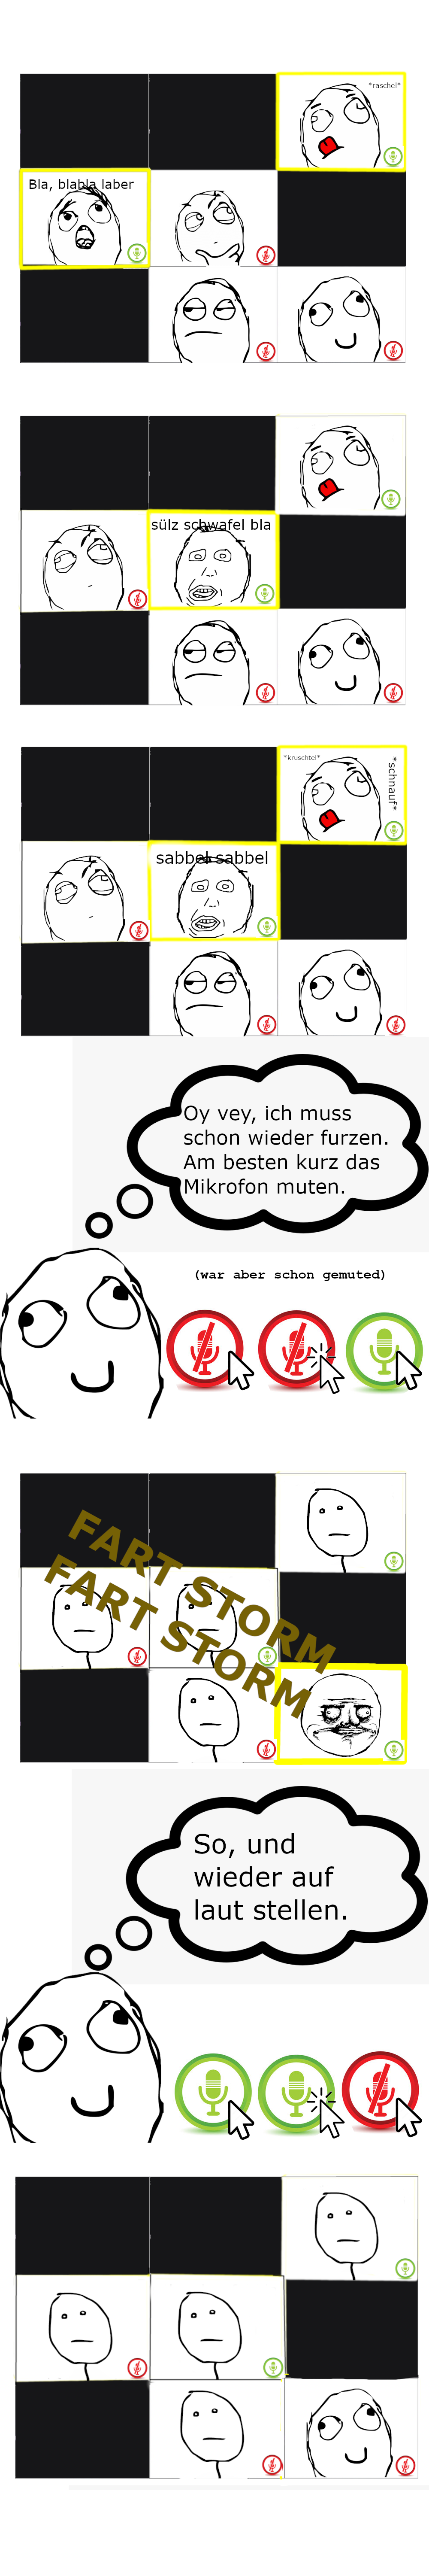 *raschel*
Bla, blabla laber
sülz schwafel bla
*kruschtel*
*schnauf*
sabbel sabbel
Oy vey, ich muss
schon wieder furzen.
Am besten kurz das
Mikrofon muten.
(war aber schon gemuted)
FART STORM
FART STORM
So, und
wieder auf
laut stellen.